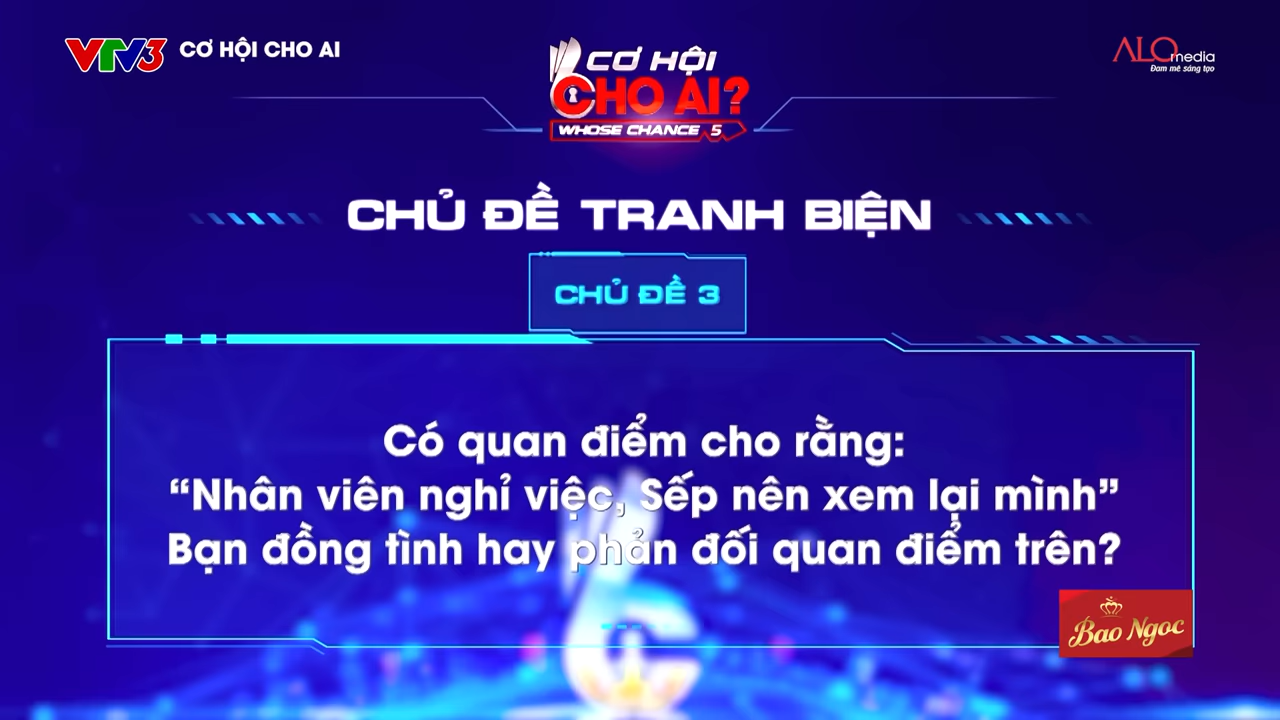 VTV3 CƠ HỘI CHO AI
CƠ HỘI
CHO AI?
WHOSE CHANCE 5
ALOmedia
Đam mê sáng tạo
CHỦ ĐỀ TRANH BIỆN
CHỦ ĐỀ 3
Có quan điểm cho rằng:
“Nhân viên nghỉ việc, Sếp nên xem lại mình”
Bạn đồng tình hay phản đối quan điểm trên?
Bao Ngoc